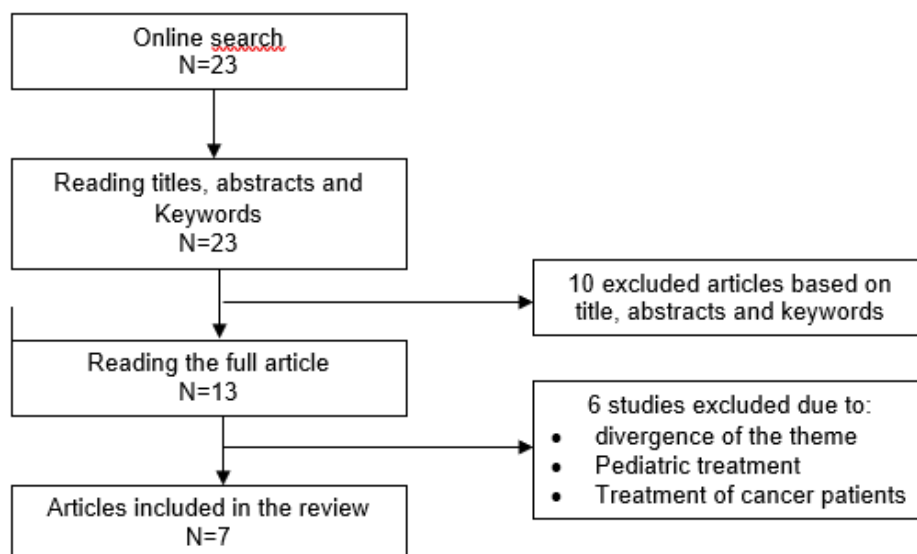 Online search
N=23
Reading titles, abstracts and
Keywords
N=23
10 excluded articles based on
title, abstracts and keywords
Reading the full article
N=13
6 studies excluded due to:
• divergence of the theme
• Pediatric treatment
• Treatment of cancer patients
Articles included in the review
N=7